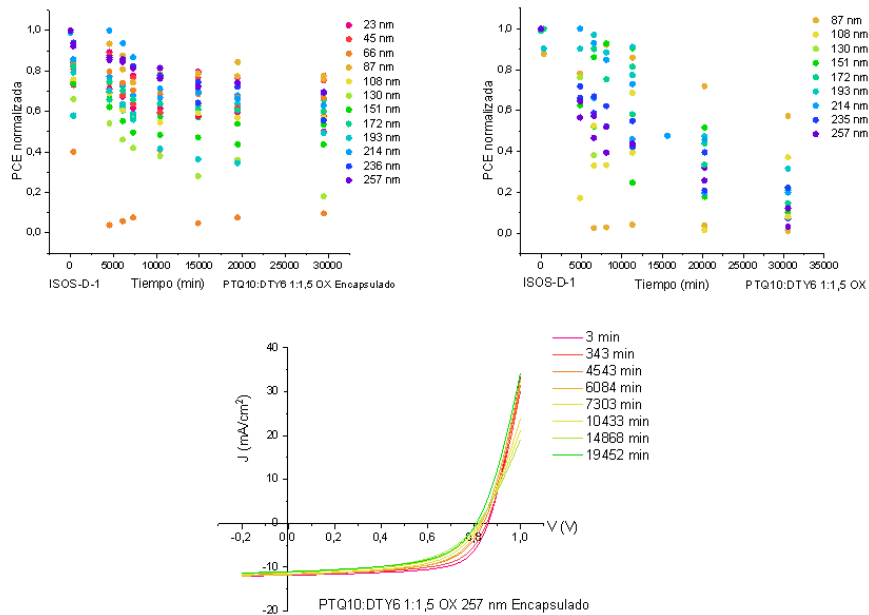 PCE normalizada
1,0
0,8
0,6
0,4
0,2
0,0
0 5000 10000 15000 20000 25000 30000
ISOS-D-1 Tiempo (min) PTQ10:DTY6 1:1,5 OX Encapsulado
23 nm
45 nm
66 nm
87 nm
108 nm
130 nm
151 nm
172 nm
193 nm
214 nm
236 nm
257 nm
PCE normalizada
1,0
0,8
0,6
0,4
0,2
0,0
0 5000 10000 15000 20000 25000 30000 35000
ISOS-D-1 Tiempo (min) PTQ10:DTY6 1:1,5 OX
87 nm
108 nm
130 nm
151 nm
172 nm
193 nm
214 nm
235 nm
257 nm
J (mA/cm²)
40
30
20
10
0
-10
-20
-0,2 0,0 0,2 0,4 0,6 0,8 1,0
V (V)
PTQ10:DTY6 1:1,5 OX 257 nm Encapsulado
3 min
343 min
4543 min
6084 min
7303 min
10433 min
14868 min
19452 min